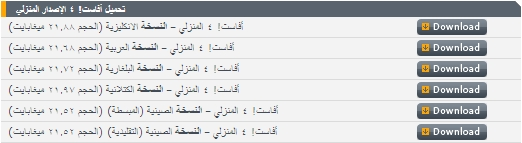 تحميل أفاست! ٤ الاصدار المنزلي
أفاست! ٤ المنزلي – النسخة الانكليزية (الحجم ٢١,٨٨ ميغابايت) Download
أفاست! ٤ المنزلي – النسخة العربية (الحجم ٢١,٦٨ ميغابايت) Download
أفاست! ٤ المنزلي – النسخة البلغارية (الحجم ٢١,٧٢ ميغابايت) Download
أفاست! ٤ المنزلي – النسخة الكتلانية (الحجم ٢١,٩٧ ميغابايت) Download
أفاست! ٤ المنزلي – النسخة الصينية (المبسطة) (الحجم ٢١,٥٢ ميغابايت) Download
أفاست! ٤ المنزلي – النسخة الصينية (التقليدية) (الحجم ٢١,٥٢ ميغابايت) Download